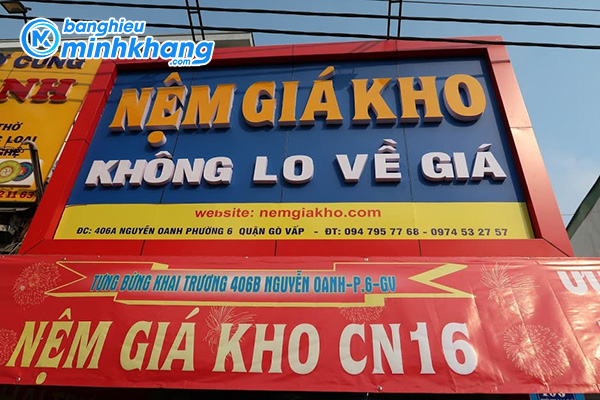 banghieu
minhkhang.com
NỆM GIÁ KHO
KHÔNG LO VỀ GIÁ
website: nemgiakho.com
ĐC: 406A NGUYỄN OANH PHƯỜNG 6 QUẬN GÒ VẤP - ĐT: 094 795 77 68 - 0974 53 27 57
TƯNG BỪNG KHAI TRƯƠNG 406B NGUYỄN OANH-P.6-GV
NỆM GIÁ KHO CN16